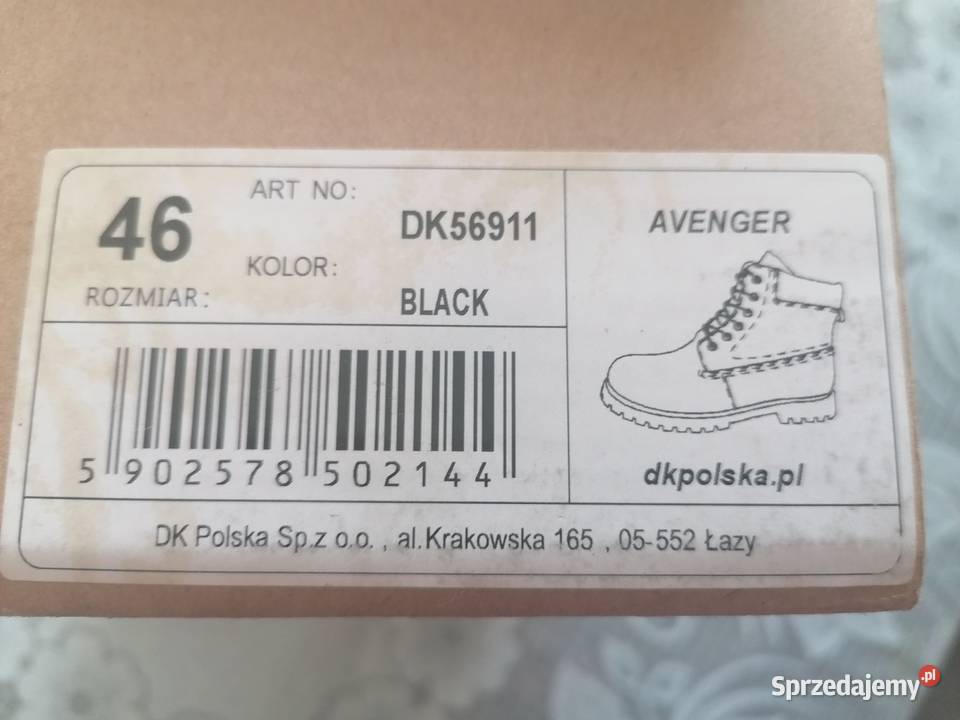 46
ROZMIAR:
ART NO:
DK56911
KOLOR:
BLACK
AVENGER
5 902578 502144
dkpolska.pl
DK Polska Sp.z o.o. , al.Krakowska 165 , 05-552 Łazy
Sprzedajemy.pl